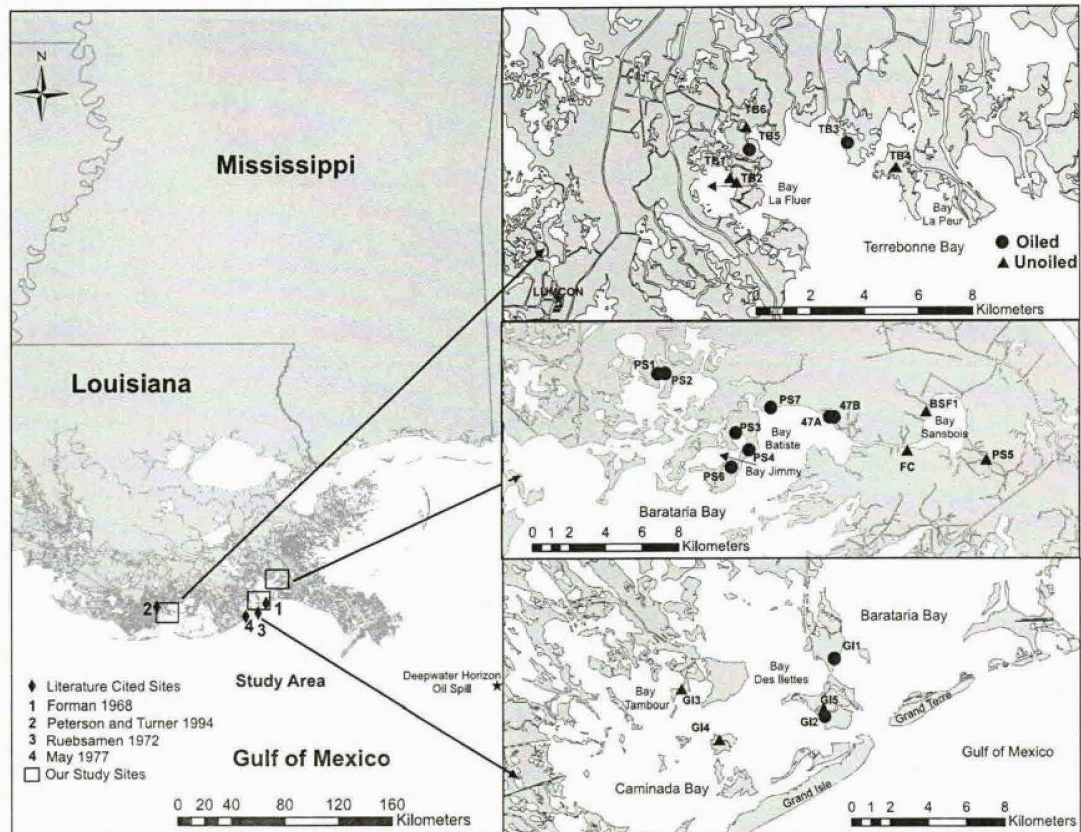 N
Mississippi
Louisiana
2
1
4
3
Study Area
Deepwater Horizon
Oil Spill
Literature Cited Sites
1 Forman 1968
2 Peterson and Turner 1994
3 Ruebsamen 1972
4 May 1977
Our Study Sites
Gulf of Mexico
0 20 40 80 120 160
Kilometers
TB6
TB5
TB3
TB1
TB2
TB4
Bay
La Fluer
Bay
La Peur
Terrebonne Bay
Oiled
Unoiled
LUMCON
0 2 4 6 8
Kilometers
PS1
PS2
PS7
47B
47A
BSF1
Bay
Sansbois
PS3
Bay
Batiste
PS4
FC
PS5
PS6
Bay Jimmy
Barataria Bay
0 1 2 4 6 8
Kilometers
Barataria Bay
GI1
Bay
Des Ilettes
Bay
Tambour
GI3
GI5
GI2
Grand Terre
GI4
Gulf of Mexico
Caminada Bay
Grand Isle
0 1 2 4 6 8
Kilometers